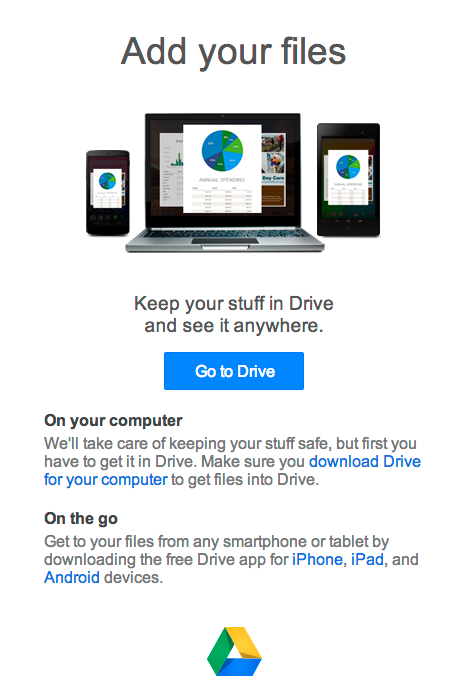 Add your files
ANNUAL SPENDING
Day Care
ANNUAL SPENDING
Keep your stuff in Drive
and see it anywhere.
Go to Drive
On your computer
We'll take care of keeping your stuff safe, but first you
have to get it in Drive. Make sure you download Drive
for your computer to get files into Drive.
On the go
Get to your files from any smartphone or tablet by
downloading the free Drive app for iPhone, iPad, and
Android devices.